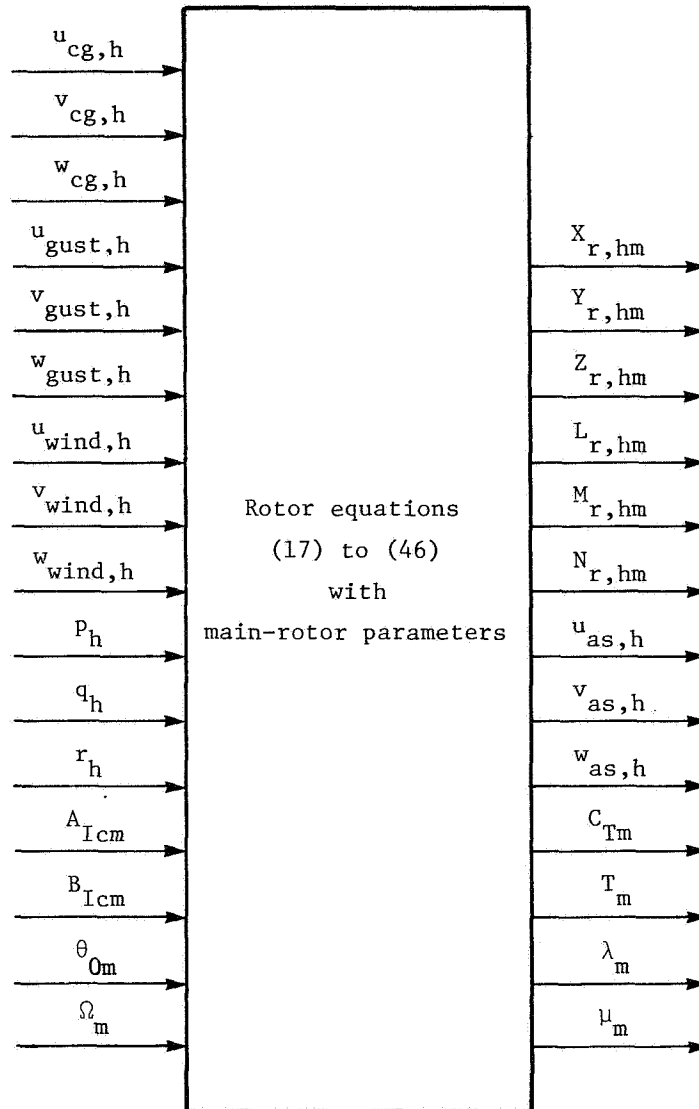 u_cg,h
v_cg,h
w_cg,h
u_gust,h
v_gust,h
w_gust,h
u_wind,h
v_wind,h
w_wind,h
p_h
q_h
r_h
A_Icm
B_Icm
θ_0m
Ω_m
Rotor equations
(17) to (46)
with
main-rotor parameters
X_r,hm
Y_r,hm
Z_r,hm
L_r,hm
M_r,hm
N_r,hm
u_as,h
v_as,h
w_as,h
C_Tm
T_m
λ_m
μ_m